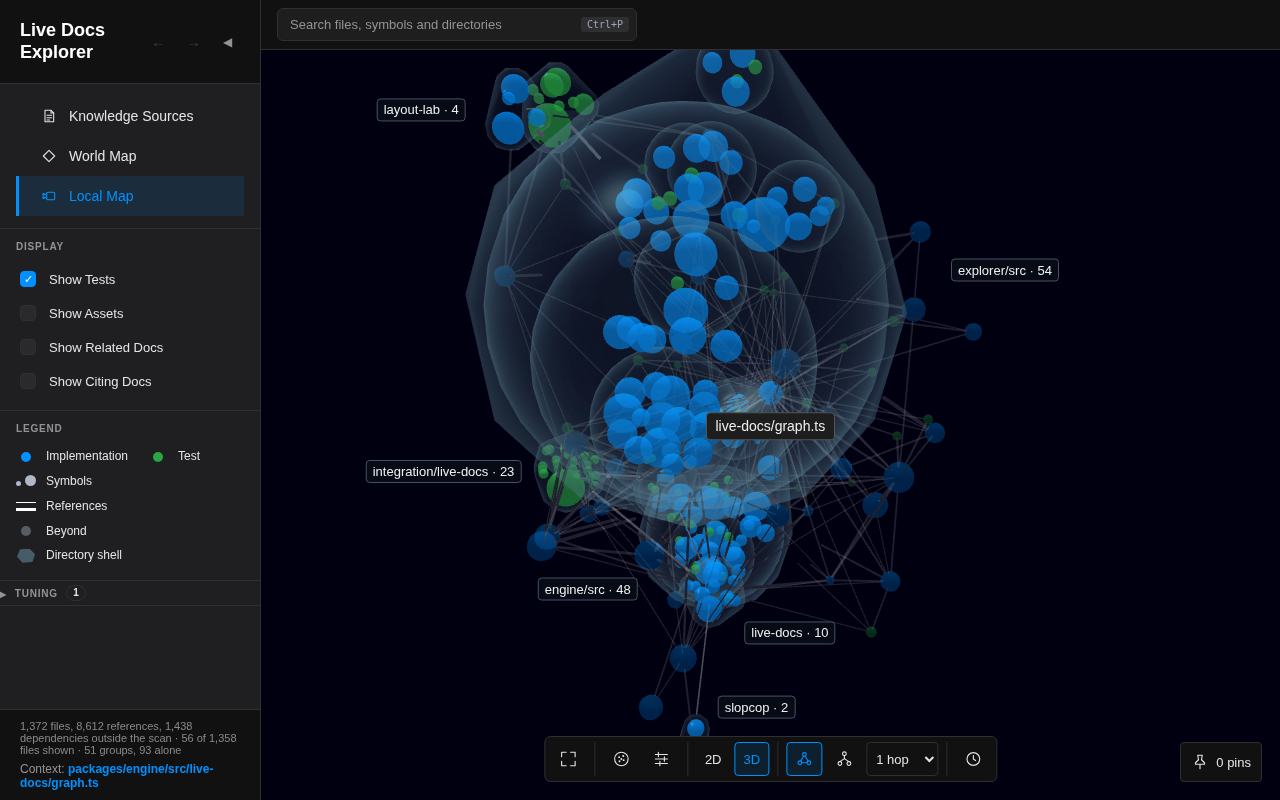 Live Docs
Explorer
← → ◀
Search files, symbols and directories
Ctrl+P
Knowledge Sources
World Map
Local Map
DISPLAY
Show Tests
Show Assets
Show Related Docs
Show Citing Docs
LEGEND
Implementation
Test
Symbols
References
Beyond
Directory shell
TUNING 1
1,372 files, 8,612 references, 1,438
dependencies outside the scan · 56 of 1,358
files shown · 51 groups, 93 alone
Context: packages/engine/src/live-
docs/graph.ts
layout-lab · 4
explorer/src · 54
live-docs/graph.ts
integration/live-docs · 23
engine/src · 48
live-docs · 10
slopcop · 2
2D
3D
1 hop
0 pins